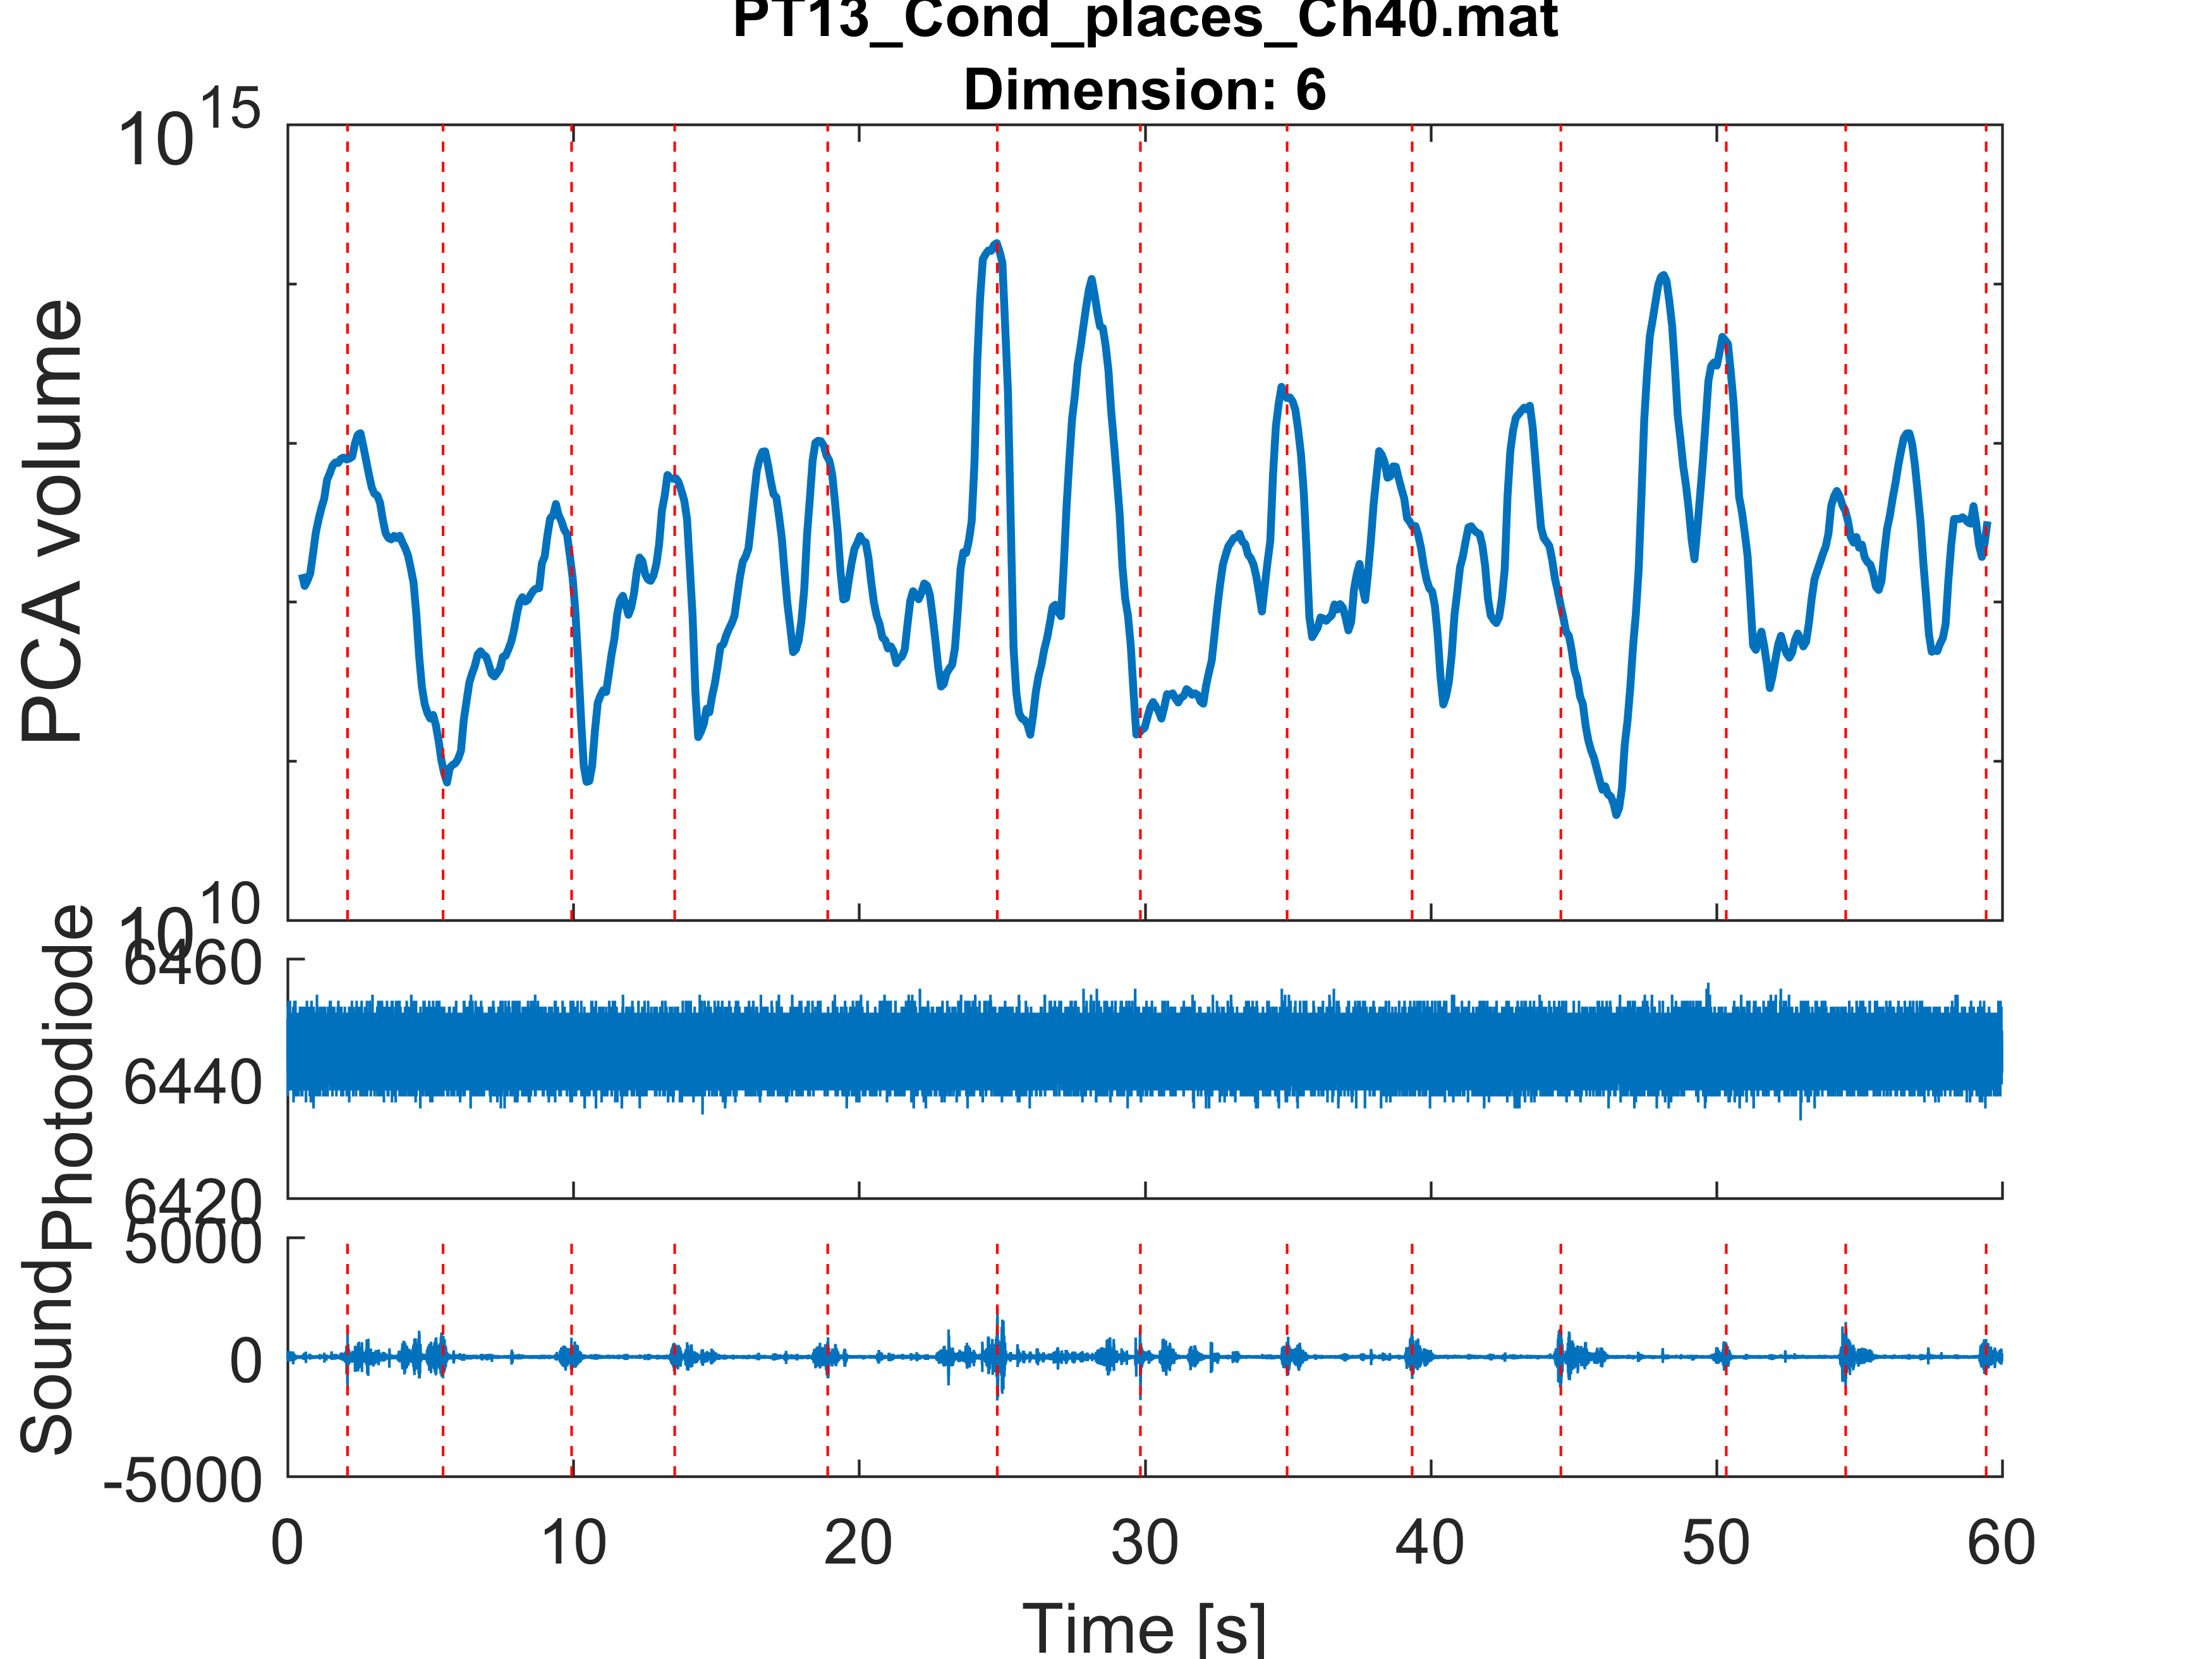 PT13_Cond_places_Ch40.mat
Dimension: 6
10^15
PCA volume
10^10
6460
Photodiode
6440
6420
5000
Sound
0
-5000
0 10 20 30 40 50 60
Time [s]